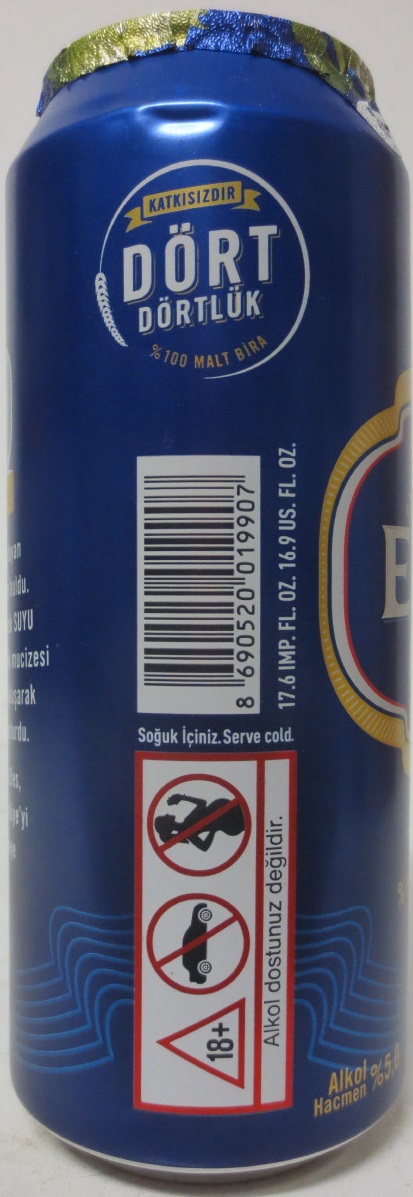 KATKISIZDIR
DÖRT
DÖRTLÜK
%100 MALT BİRA
8 690520 019907
17.6 IMP. FL. OZ. 16.9 US. FL. OZ.
SUYU
mucizesi
Soğuk İçiniz. Serve cold.
18+
Alkol dostunuz değildir.
Alkol
Hacmen %5,0